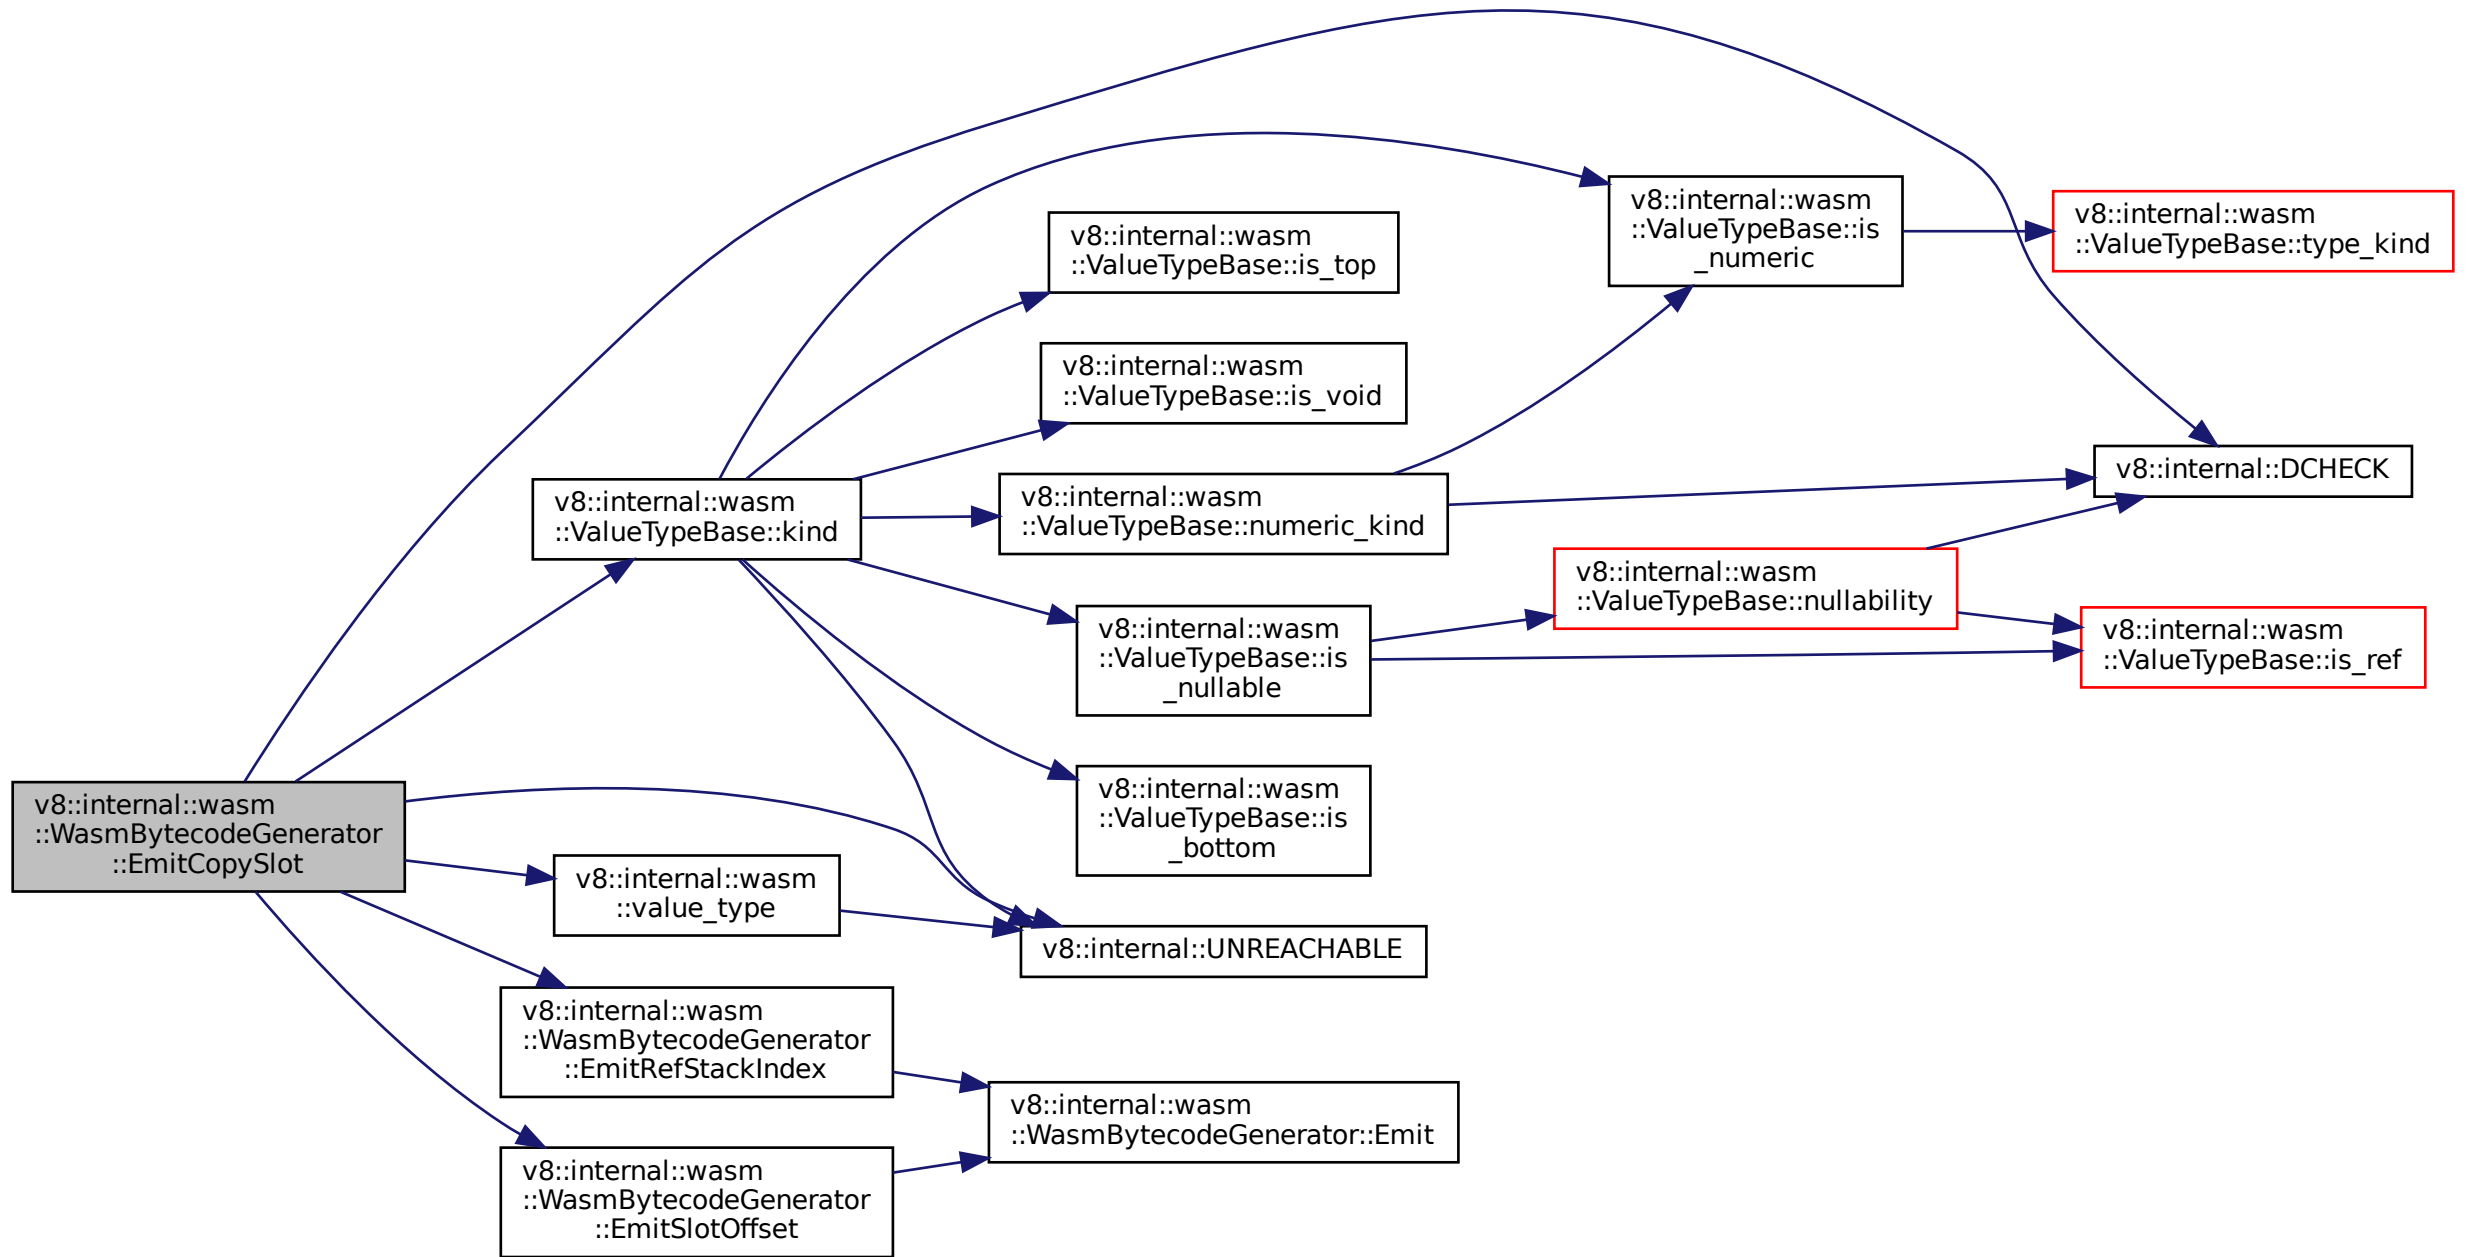 v8::internal::wasm
::WasmBytecodeGenerator
::EmitCopySlot
v8::internal::wasm
::ValueTypeBase::kind
v8::internal::wasm
::value_type
v8::internal::wasm
::WasmBytecodeGenerator
::EmitRefStackIndex
v8::internal::wasm
::WasmBytecodeGenerator
::EmitSlotOffset
v8::internal::wasm
::ValueTypeBase::is_top
v8::internal::wasm
::ValueTypeBase::is_void
v8::internal::wasm
::ValueTypeBase::numeric_kind
v8::internal::wasm
::ValueTypeBase::is
_nullable
v8::internal::wasm
::ValueTypeBase::is
_bottom
v8::internal::UNREACHABLE
v8::internal::wasm
::WasmBytecodeGenerator::Emit
v8::internal::wasm
::ValueTypeBase::is
_numeric
v8::internal::wasm
::ValueTypeBase::nullability
v8::internal::wasm
::ValueTypeBase::type_kind
v8::internal::DCHECK
v8::internal::wasm
::ValueTypeBase::is_ref